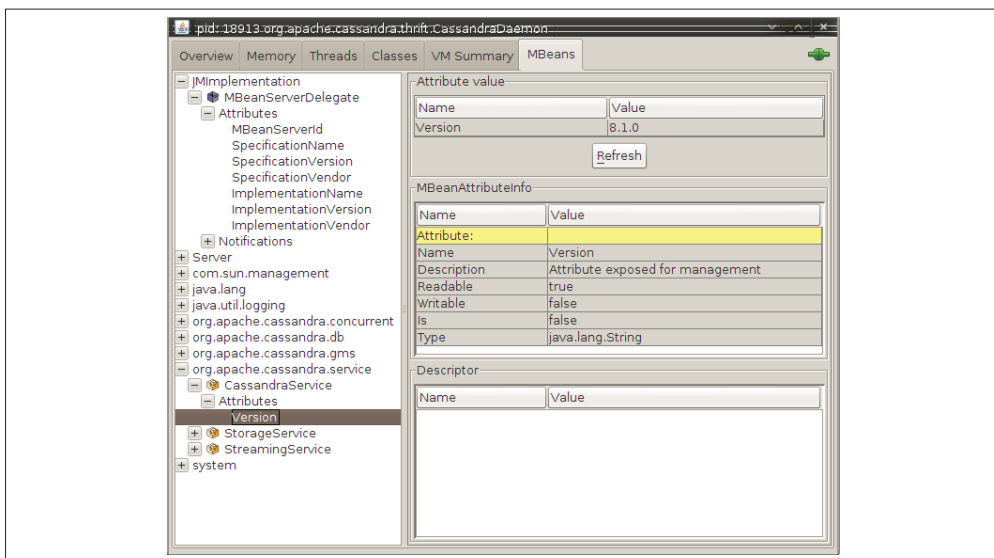 pid: 18913 org.apache.cassandra.thrift.CassandraDaemon
Overview Memory Threads Classes VM Summary MBeans
JMImplementation
MBeanServerDelegate
Attributes
MBeanServerId
SpecificationName
SpecificationVersion
SpecificationVendor
ImplementationName
ImplementationVersion
ImplementationVendor
Notifications
Server
com.sun.management
java.lang
java.util.logging
org.apache.cassandra.concurrent
org.apache.cassandra.db
org.apache.cassandra.gms
org.apache.cassandra.service
CassandraService
Attributes
Version
StorageService
StreamingService
system
Attribute value
Name Value
Version 8.1.0
Refresh
MBeanAttributeInfo
Name Value
Attribute:
Name Version
Description Attribute exposed for management
Readable true
Writable false
Is false
Type java.lang.String
Descriptor
Name Value